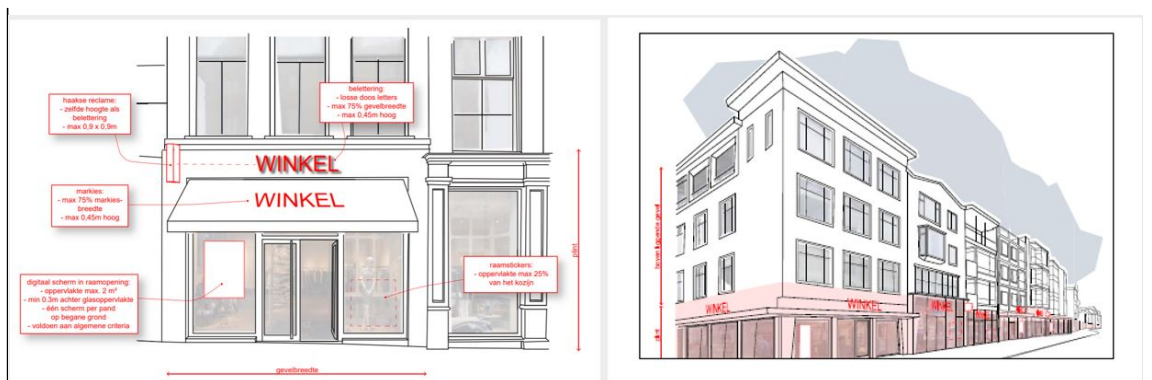 haakse reclame:
- zelfde hoogte als
belettering
- max 0,9 x 0,9m
belettering:
- losse doos letters
- max 75% gevelbreedte
- max 0.45m hoog
WINKEL
markies:
- max 75% markies-
breedte
- max 0,45m hoog
WINKEL
digitaal scherm in raamopening:
- oppervlakte max. 2 m²
- min 0.3m achter glasoppervlakte
- één scherm per pand
op begane grond
- voldoen aan algemene criteria
raamstickers:
- oppervlakte max 25%
van het kozijn
plint
gevelbreedte
bovenliggende gevel
plint
WINKEL
WINKEL
WINKEL